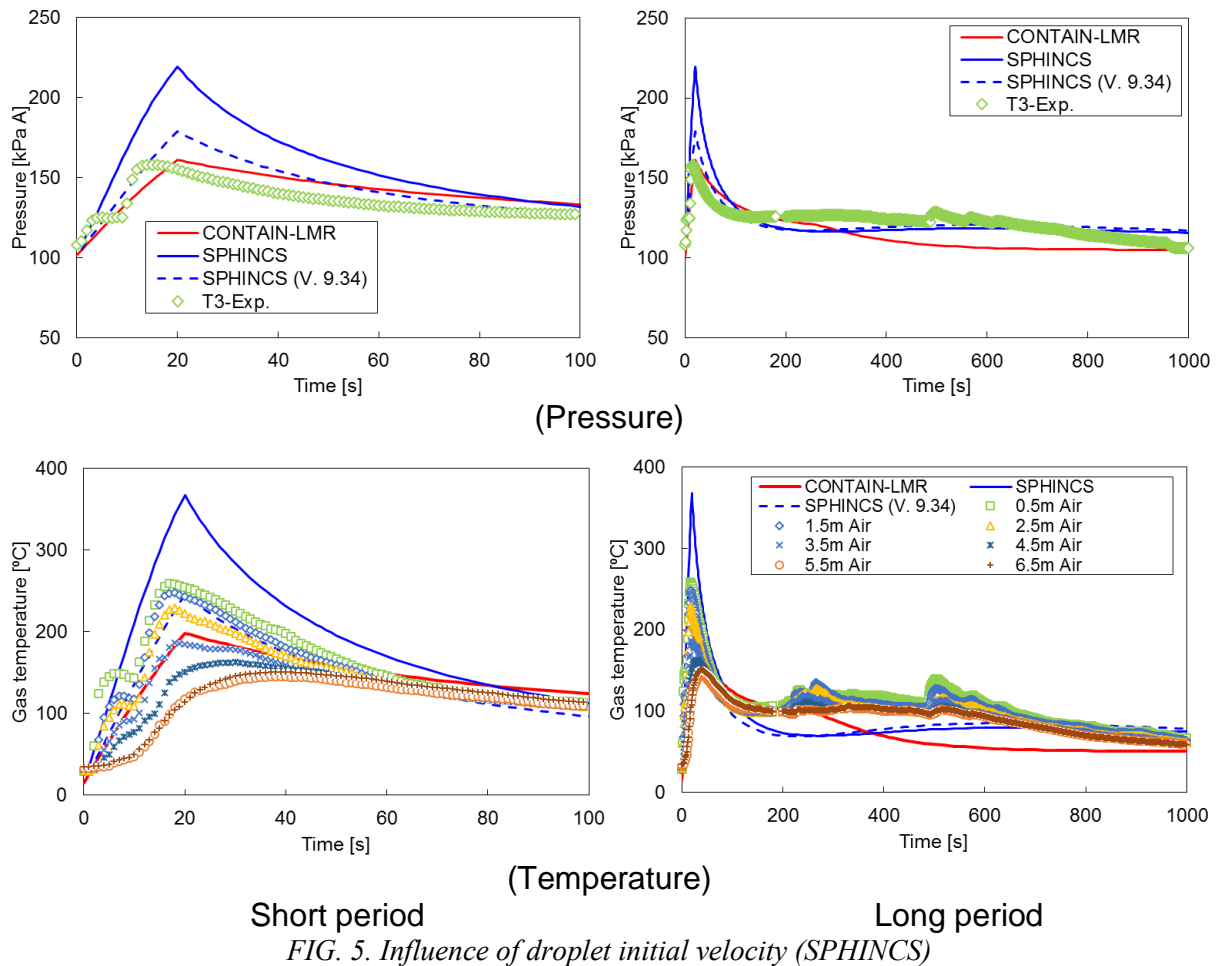 250
200
150
100
50
Pressure [kPa A]
0 20 40 60 80 100
Time [s]
CONTAIN-LMR
SPHINCS
SPHINCS (V. 9.34)
T3-Exp.
250
200
150
100
50
Pressure [kPa A]
0 200 400 600 800 1000
Time [s]
CONTAIN-LMR
SPHINCS
SPHINCS (V. 9.34)
T3-Exp.
(Pressure)
400
300
200
100
0
Gas temperature [ºC]
0 20 40 60 80 100
Time [s]
400
300
200
100
0
Gas temperature [ºC]
0 200 400 600 800 1000
Time [s]
CONTAIN-LMR SPHINCS
SPHINCS (V. 9.34) 0.5m Air
1.5m Air 2.5m Air
3.5m Air 4.5m Air
5.5m Air 6.5m Air
(Temperature)
Short period Long period
FIG. 5. Influence of droplet initial velocity (SPHINCS)